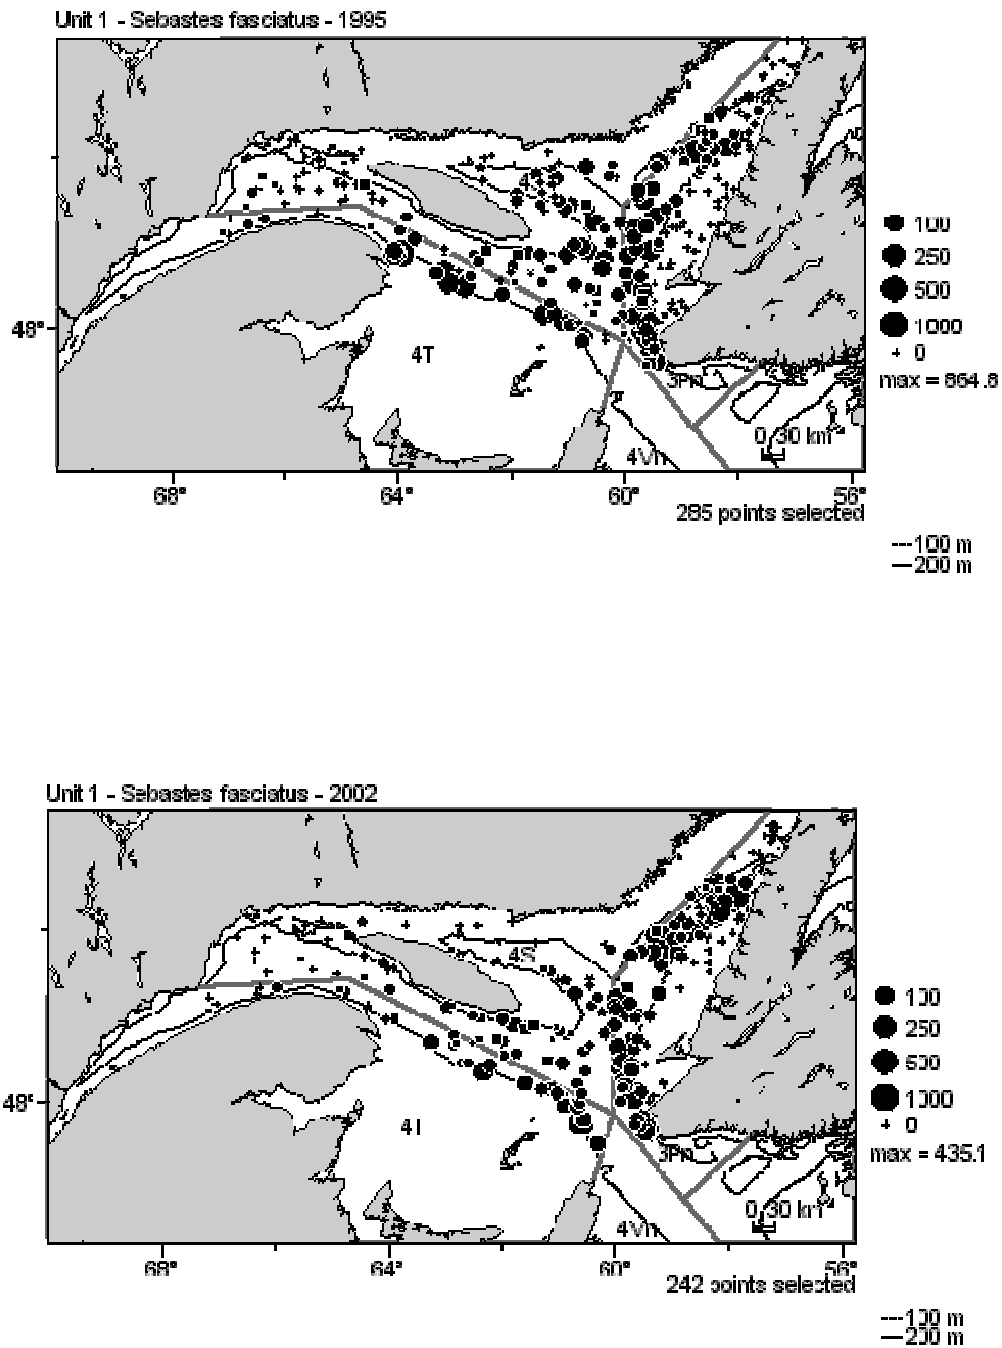 Unit 1 - Sebastes fasciatus - 1995
4S
100
250
500
1000
+ 0
48°
4T
3Pn
max = 664.8
0 30 km
4Vn
68°
64°
60°
56°
285 points selected
---100 m
—200 m
Unit 1 - Sebastes fasciatus - 2002
4S
100
250
500
1000
+ 0
48°
4T
3Pn
max = 435.1
0 30 km
4Vn
68°
64°
60°
56°
242 points selected
---100 m
—200 m